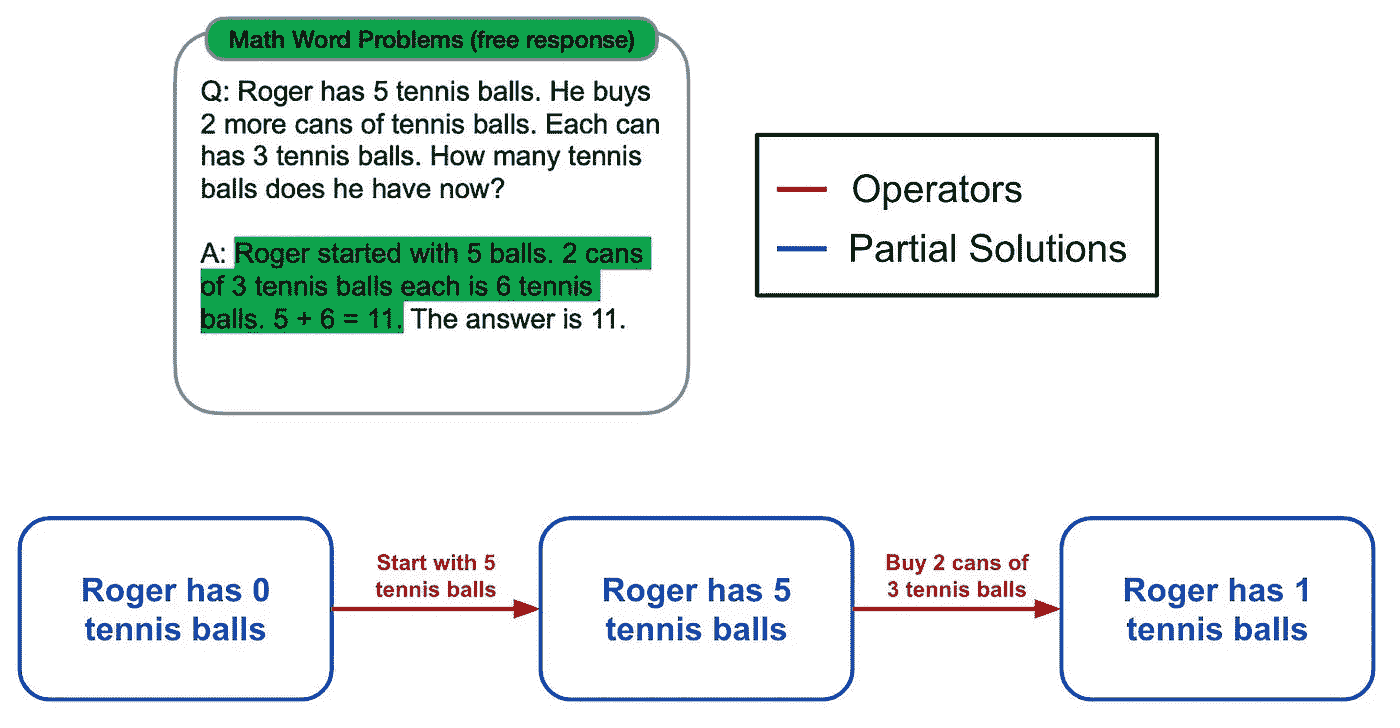 Math Word Problems (free response)
Q: Roger has 5 tennis balls. He buys
2 more cans of tennis balls. Each can
has 3 tennis balls. How many tennis
balls does he have now?
A: Roger started with 5 balls. 2 cans
of 3 tennis balls each is 6 tennis
balls. 5 + 6 = 11. The answer is 11.
Operators
Partial Solutions
Roger has 0
tennis balls
Start with 5
tennis balls
Roger has 5
tennis balls
Buy 2 cans of
3 tennis balls
Roger has 1
tennis balls